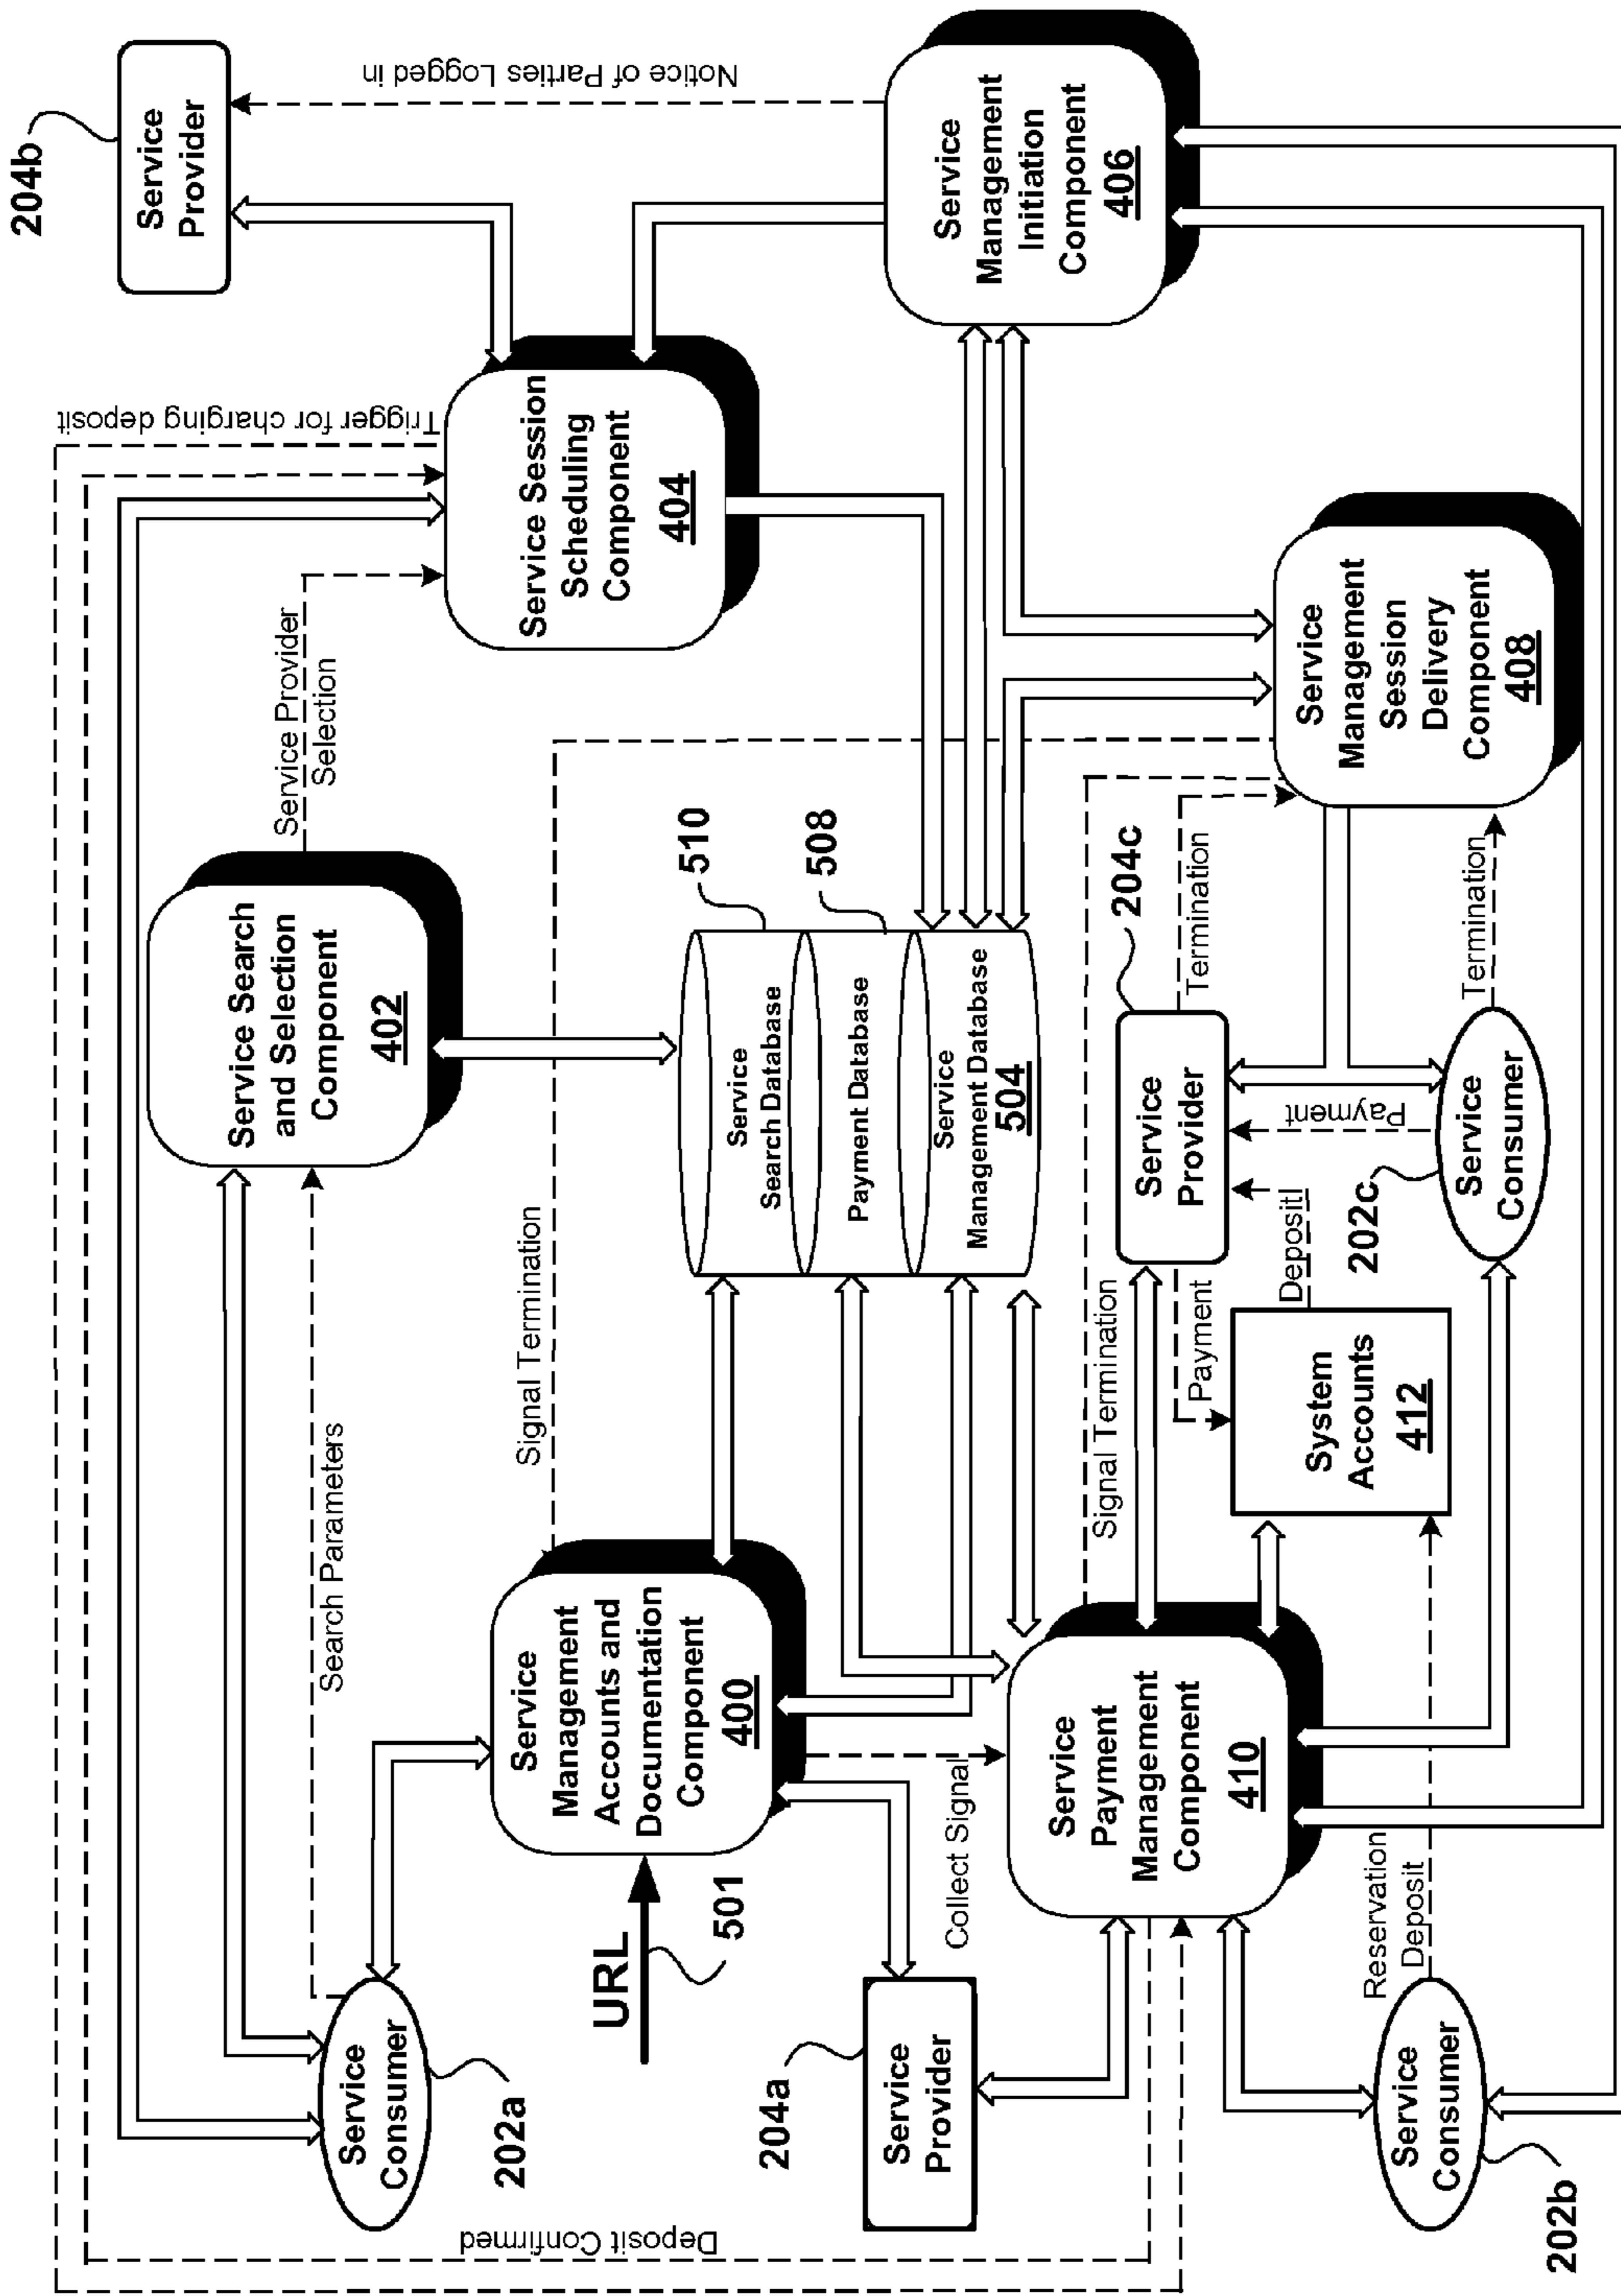 204b
Service
Provider
Notice of Parties Logged in
Service
Management
Initiation
Component
406
Trigger for charging deposit
Service Session
Scheduling
Component
404
Service Provider
Selection
Service Search
and Selection
Component
402
Search Parameters
Service
Consumer
202a
Signal Termination
510
508
Service
Search Database
Payment Database
Service
Management Database
504
Service
Management
Accounts and
Documentation
Component
400
URL
501
Service
Management
Session
Delivery
Component
408
204c
Termination
Termination
Service
Provider
Payment
Service
Consumer
202c
Deposit
Payment
Signal Termination
System
Accounts
412
Collect Signal
Service
Payment
Management
Component
410
204a
Service
Provider
Reservation
Deposit
Service
Consumer
202b
Deposit Confirmed